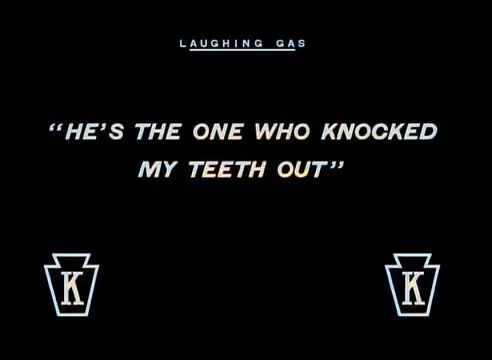 LAUGHING GAS
"HE'S THE ONE WHO KNOCKED
MY TEETH OUT"
K K